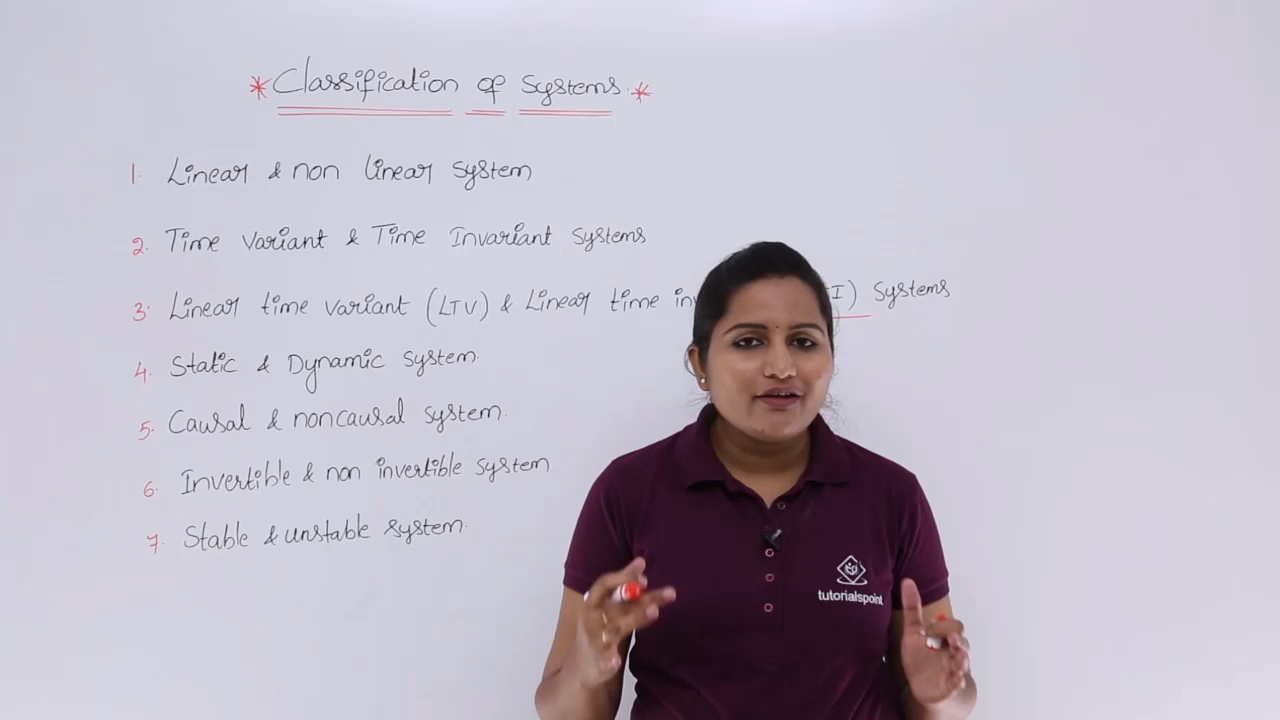 * Classification of Systems. *
1. Linear & non linear system
2. Time Variant & Time Invariant systems
3. Linear time variant (LTV) & Linear time inv I) Systems
4. Static & Dynamic system.
5. Causal & noncausal system.
6. Invertible & non invertible system
7. Stable & unstable system.
tutorialspoint